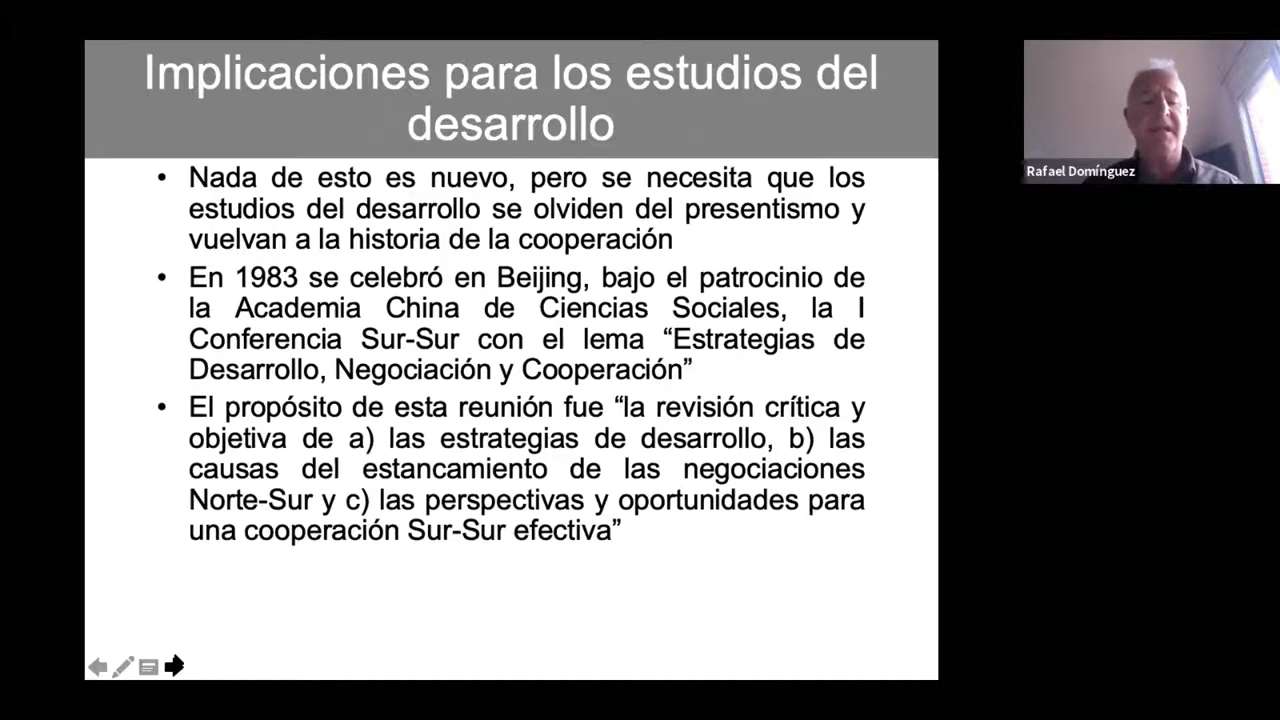 Implicaciones para los estudios del
desarrollo
• Nada de esto es nuevo, pero se necesita que los
estudios del desarrollo se olviden del presentismo y
vuelvan a la historia de la cooperación
• En 1983 se celebró en Beijing, bajo el patrocinio de
la Academia China de Ciencias Sociales, la I
Conferencia Sur-Sur con el lema “Estrategias de
Desarrollo, Negociación y Cooperación”
• El propósito de esta reunión fue “la revisión crítica y
objetiva de a) las estrategias de desarrollo, b) las
causas del estancamiento de las negociaciones
Norte-Sur y c) las perspectivas y oportunidades para
una cooperación Sur-Sur efectiva”
Rafael Domínguez